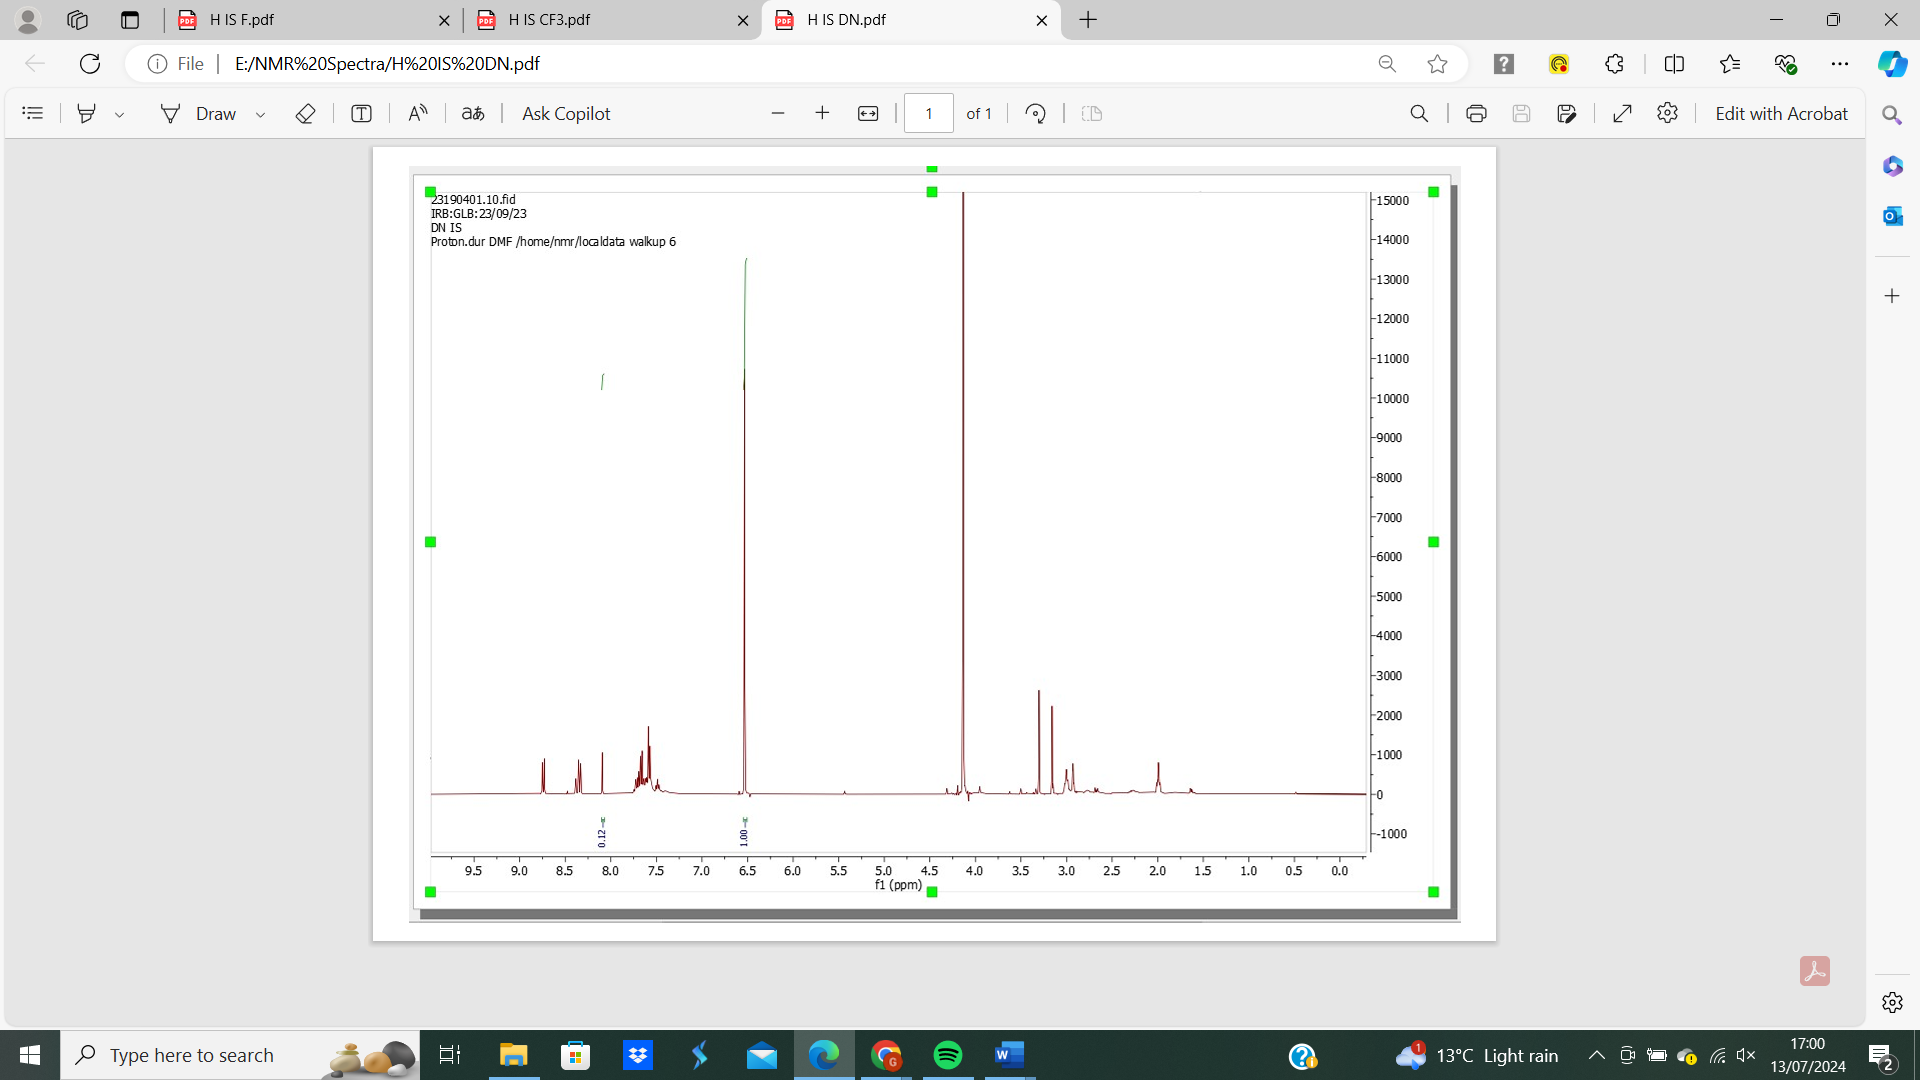 H IS F.pdf
H IS CF3.pdf
H IS DN.pdf
File
E:/NMR%20Spectra/H%20IS%20DN.pdf
Draw
Ask Copilot
1
of 1
Edit with Acrobat
23190401.10.fid
IRB:GLB:23/09/23
DN IS
Proton.dur DMF /home/nmr/localdata walkup 6
15000
14000
13000
12000
11000
10000
9000
8000
7000
6000
5000
4000
3000
2000
1000
0
-1000
0.12
1.00
9.5 9.0 8.5 8.0 7.5 7.0 6.5 6.0 5.5 5.0 4.5 4.0 3.5 3.0 2.5 2.0 1.5 1.0 0.5 0.0
f1 (ppm)
Type here to search
1
13°C Light rain
17:00
13/07/2024
2